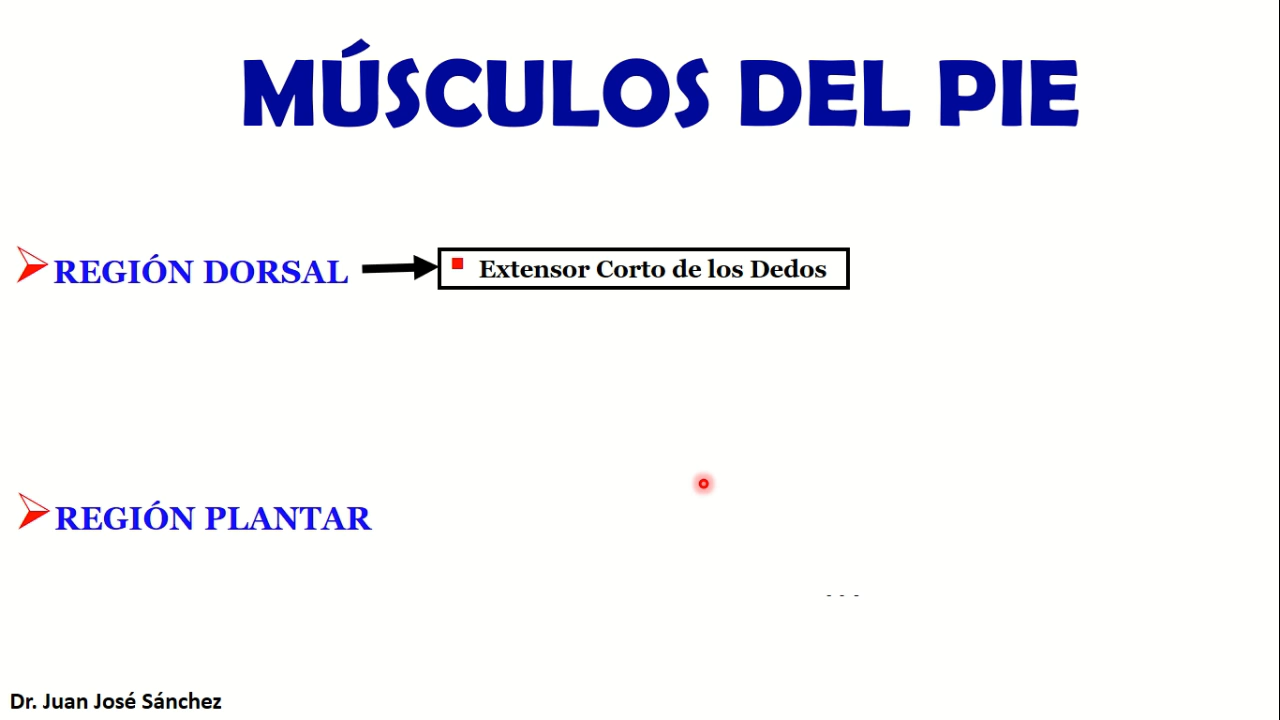 MÚSCULOS DEL PIE
REGIÓN DORSAL
Extensor Corto de los Dedos
REGIÓN PLANTAR
- - -
Dr. Juan José Sánchez